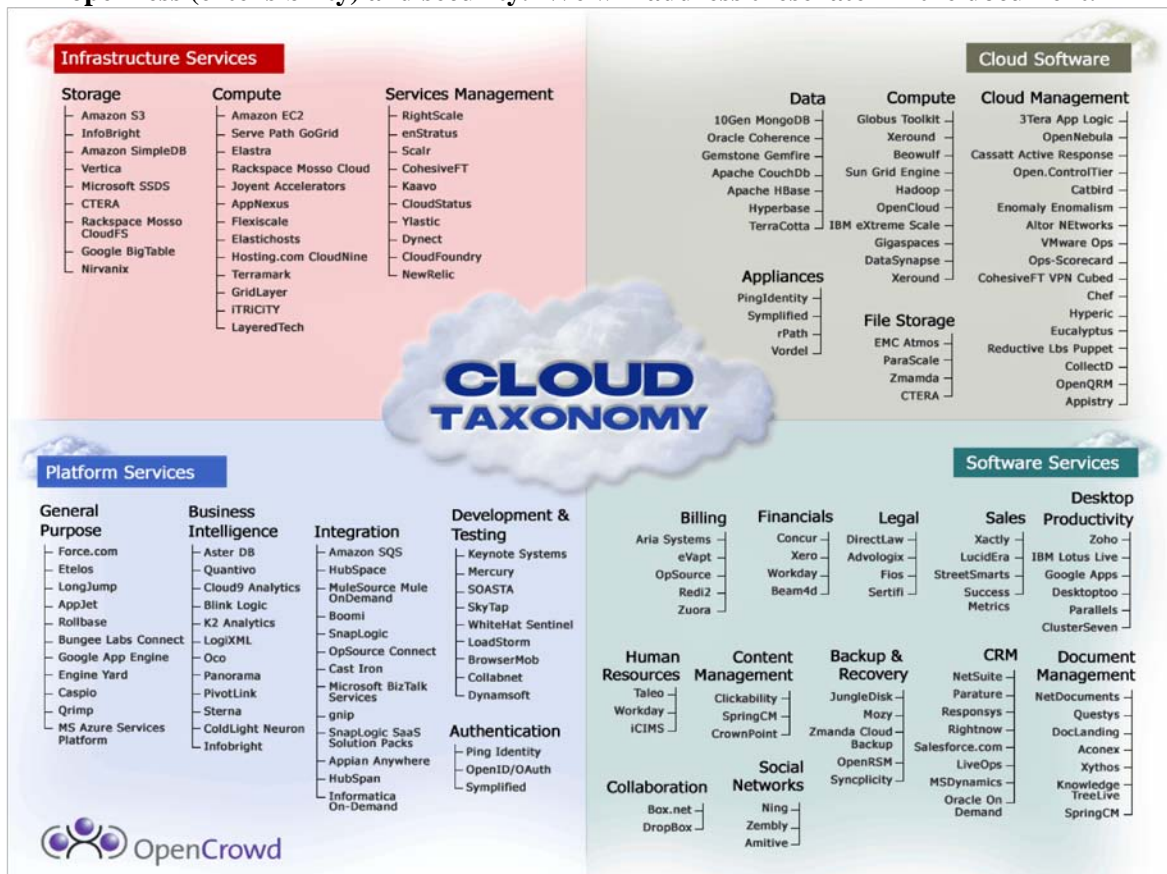 Infrastructure Services
Storage
Amazon S3
InfoBright
Amazon SimpleDB
Vertica
Microsoft SSDS
CTERA
Rackspace Mosso
CloudFS
Google BigTable
Nirvanix
Compute
Amazon EC2
Serve Path GoGrid
Elastra
Rackspace Mosso Cloud
Joyent Accelerators
AppNexus
Flexiscale
Elastichosts
Hosting.com CloudNine
Terramark
GridLayer
iTRiCiTY
LayeredTech
Services Management
RightScale
enStratus
Scalr
CohesiveFT
Kaavo
CloudStatus
Ylastic
Dynect
CloudFoundry
NewRelic
Cloud Software
Data
10Gen MongoDB
Oracle Coherence
Gemstone Gemfire
Apache CouchDb
Apache HBase
Hyperbase
TerraCotta
Appliances
PingIdentity
Symplified
rPath
Vordel
Compute
Globus Toolkit
Xeround
Beowulf
Sun Grid Engine
Hadoop
OpenCloud
IBM eXtreme Scale
Gigaspaces
DataSynapse
Xeround
File Storage
EMC Atmos
ParaScale
Zmamda
CTERA
Cloud Management
3Tera App Logic
OpenNebula
Cassatt Active Response
Open.ControlTier
Catbird
Enomaly Enomalism
Altor NEtworks
VMware Ops
Ops-Scorecard
CohesiveFT VPN Cubed
Chef
Hyperic
Eucalyptus
Reductive Lbs Puppet
CollectD
OpenQRM
Appistry
CLOUD
TAXONOMY
Platform Services
General
Purpose
Force.com
Etelos
LongJump
AppJet
Rollbase
Bungee Labs Connect
Google App Engine
Engine Yard
Caspio
Qrimp
MS Azure Services
Platform
Business
Intelligence
Aster DB
Quantivo
Cloud9 Analytics
Blink Logic
K2 Analytics
LogiXML
Oco
Panorama
PivotLink
Sterna
ColdLight Neuron
Infobright
Integration
Amazon SQS
HubSpace
MuleSource Mule
OnDemand
Boomi
SnapLogic
OpSource Connect
Cast Iron
Microsoft BizTalk
Services
gnip
SnapLogic SaaS
Solution Packs
Appian Anywhere
HubSpan
Informatica
On-Demand
Development &
Testing
Keynote Systems
Mercury
SOASTA
SkyTap
WhiteHat Sentinel
LoadStorm
BrowserMob
Collabnet
Dynamsoft
Authentication
Ping Identity
OpenID/OAuth
Symplified
OpenCrowd
Software Services
Billing
Aria Systems
eVapt
OpSource
Redi2
Zuora
Financials
Concur
Xero
Workday
Beam4d
Legal
DirectLaw
Advologix
Fios
Sertifi
Sales
Xactly
LucidEra
StreetSmarts
Success
Metrics
Desktop
Productivity
Zoho
IBM Lotus Live
Google Apps
Desktoptoo
Parallels
ClusterSeven
Human
Resources
Taleo
Workday
iCIMS
Content
Management
Clickability
SpringCM
CrownPoint
Backup &
Recovery
JungleDisk
Mozy
Zmanda Cloud
Backup
OpenRSM
Syncplicity
CRM
NetSuite
Parature
Responsys
Rightnow
Salesforce.com
LiveOps
MSDynamics
Oracle On
Demand
Document
Management
NetDocuments
Questys
DocLanding
Aconex
Xythos
Knowledge
TreeLive
SpringCM
Collaboration
Box.net
DropBox
Social
Networks
Ning
Zembly
Amitive